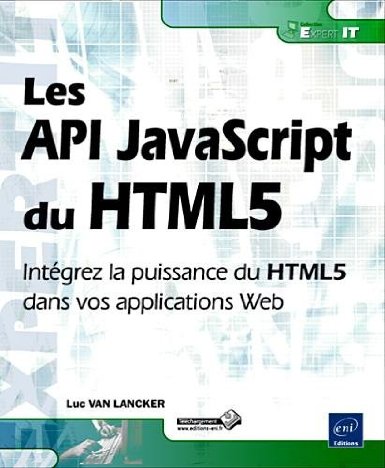 Collection
EXPERT IT
Les
API JavaScript
du HTML5
Intégrez la puissance du HTML5
dans vos applications Web
Luc VAN LANCKER
Téléchargement
www.editions-eni.fr
eni
Editions